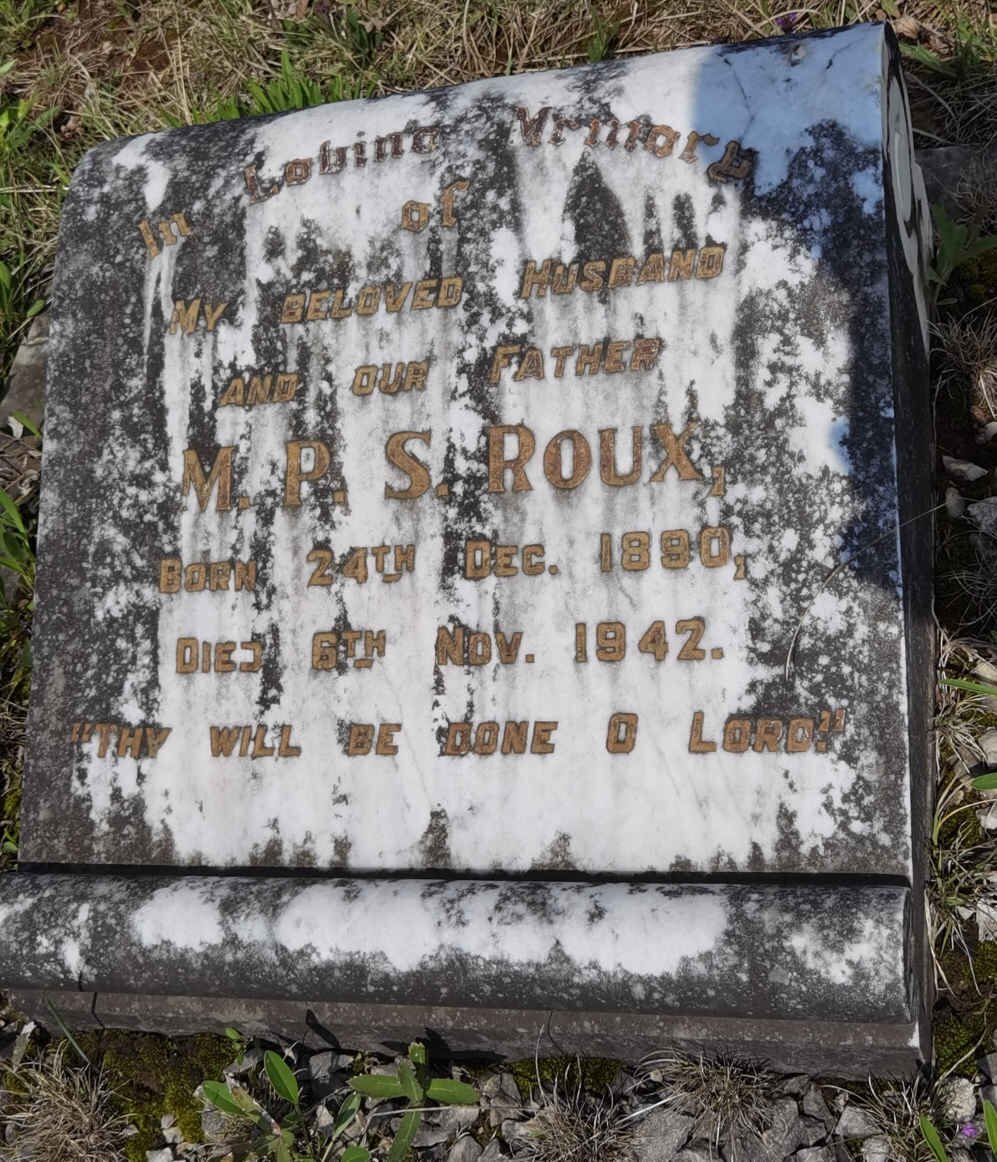 In Loving Memory
of
MY BELOVED HUSBAND
AND OUR FATHER
M. P. S. ROUX,
BORN 24TH DEC. 1890,
DIED 6TH NOV. 1942.
"THY WILL BE DONE O LORD"